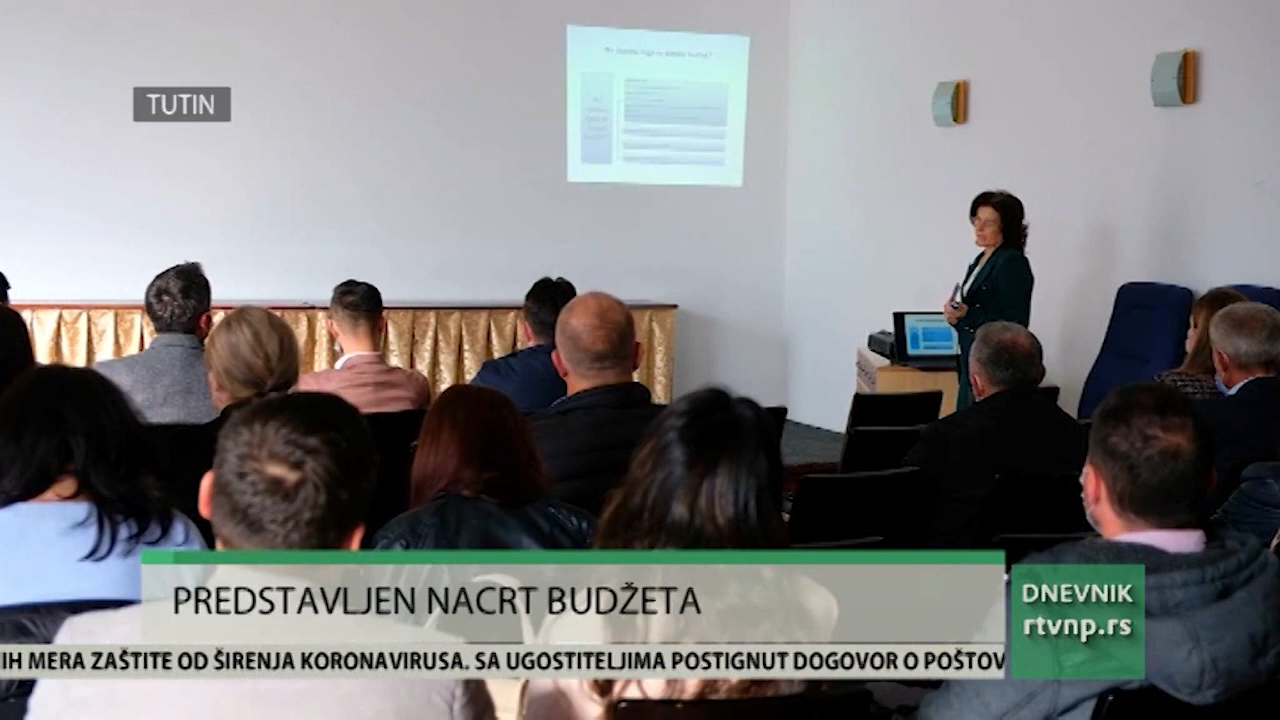 TUTIN
PREDSTAVLJEN NACRT BUDŽETA
DNEVNIK
rtvnp.rs
IH MERA ZAŠTITE OD ŠIRENJA KORONAVIRUSA. SA UGOSTITELJIMA POSTIGNUT DOGOVOR O POŠTOV